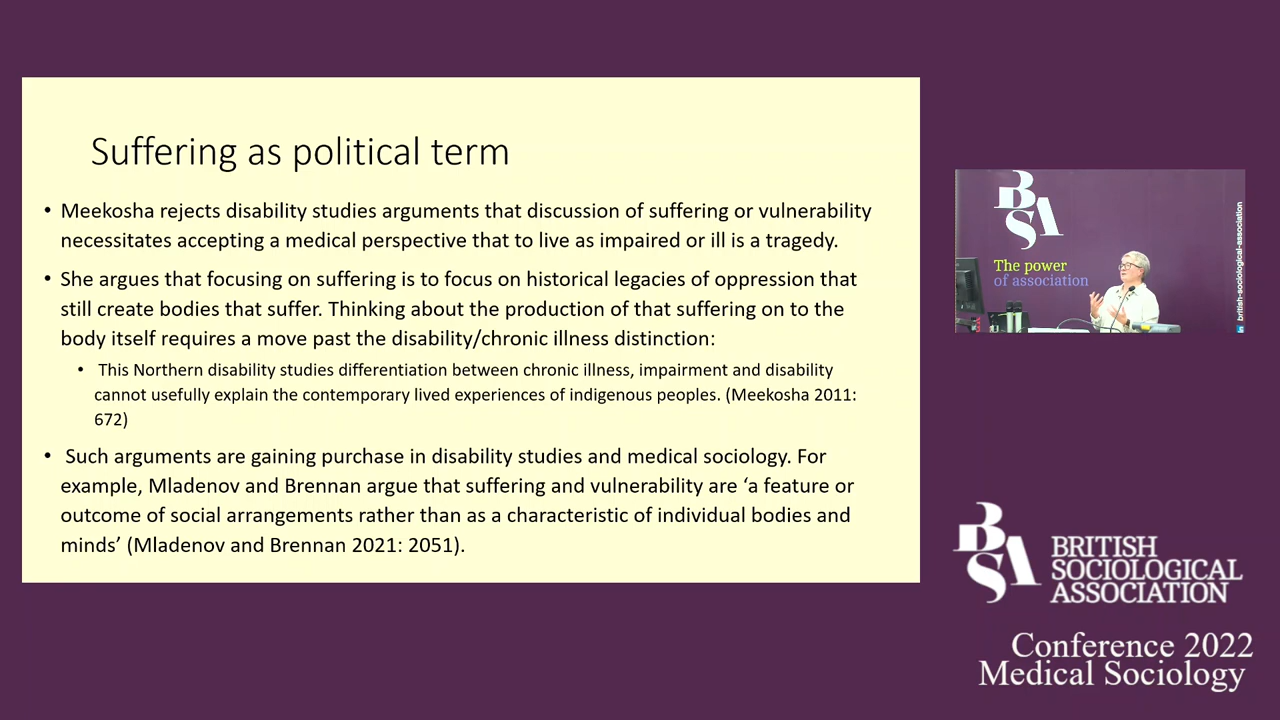 Suffering as political term
• Meekosha rejects disability studies arguments that discussion of suffering or vulnerability
necessitates accepting a medical perspective that to live as impaired or ill is a tragedy.
• She argues that focusing on suffering is to focus on historical legacies of oppression that
still create bodies that suffer. Thinking about the production of that suffering on to the
body itself requires a move past the disability/chronic illness distinction:
• This Northern disability studies differentiation between chronic illness, impairment and disability
cannot usefully explain the contemporary lived experiences of indigenous peoples. (Meekosha 2011:
672)
• Such arguments are gaining purchase in disability studies and medical sociology. For
example, Mladenov and Brennan argue that suffering and vulnerability are ‘a feature or
outcome of social arrangements rather than as a characteristic of individual bodies and
minds’ (Mladenov and Brennan 2021: 2051).
BSA
The power
of association
british-sociological-association
in
BSA
BRITISH
SOCIOLOGICAL
ASSOCIATION
Conference 2022
Medical Sociology